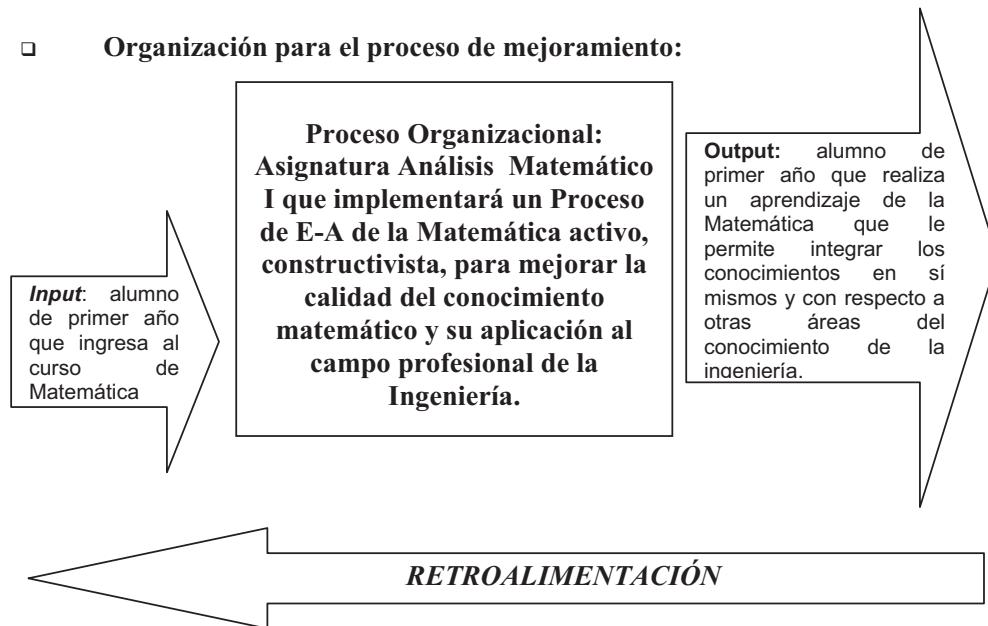 ❑ Organización para el proceso de mejoramiento:
Proceso Organizacional:
Asignatura Análisis Matemático
I que implementará un Proceso
de E-A de la Matemática activo,
constructivista, para mejorar la
calidad del conocimiento
matemático y su aplicación al
campo profesional de la
Ingeniería.
Input: alumno
de primer año
que ingresa al
curso de
Matemática
Output: alumno de
primer año que realiza
un aprendizaje de la
Matemática que le
permite integrar los
conocimientos en sí
mismos y con respecto a
otras áreas del
conocimiento de la
ingeniería.
RETROALIMENTACIÓN